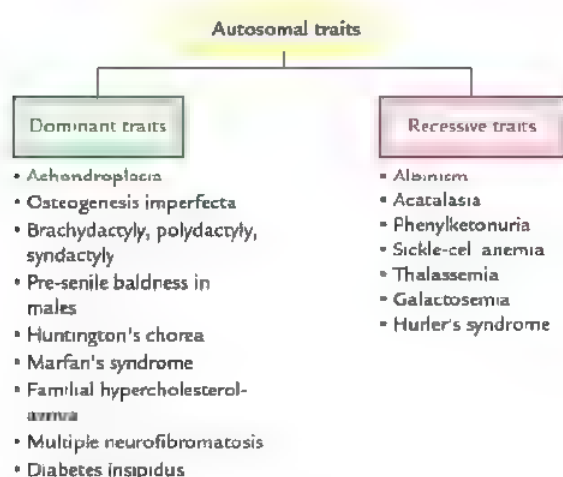 Autosomal traits
Dominant traits
• Achondroplasia
• Osteogenesis imperfecta
• Brachydactyly, polydactyly,
syndactyly
• Pre-senile baldness in
males
• Huntington's chorea
• Marfan's syndrome
• Familial hypercholesterol-
• Multiple neurofibromatosis
• Diabetes insipidus
Recessive traits
• Albinism
• Acatalasia
• Phenylketonuria
• Sickle-cel anemia
• Thalassemia
• Galactosemia
• Hurler's syndrome